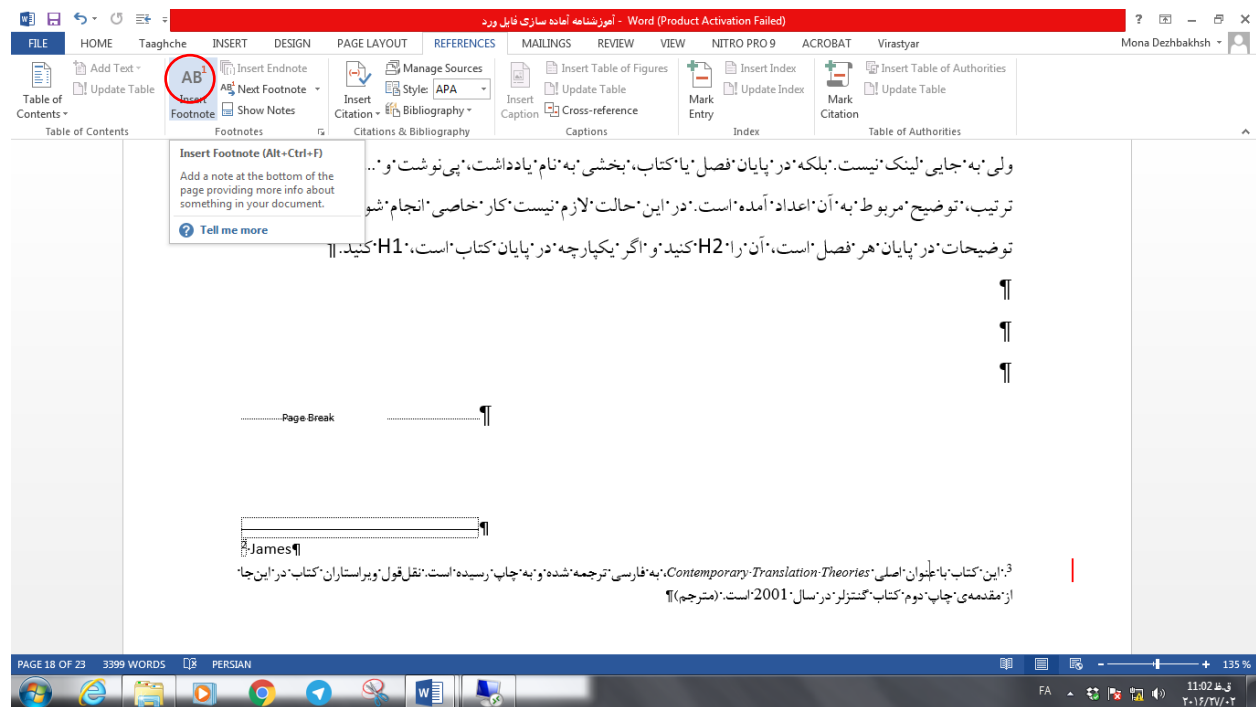 آموزشنامه آماده سازی فایل ورد - Word (Product Activation Failed)
FILE HOME Taaghche INSERT DESIGN PAGE LAYOUT REFERENCES MAILINGS REVIEW VIEW NITRO PRO 9 ACROBAT Virastyar Mona Dezhbakhsh
Table of Contents
Add Text
Update Table
Table of Contents
AB1
Insert Footnote
Insert Endnote
Next Footnote
Show Notes
Footnotes
Insert Citation
Manage Sources
Style: APA
Bibliography
Citations & Bibliography
Insert Caption
Insert Table of Figures
Update Table
Cross-reference
Captions
Mark Entry
Insert Index
Update Index
Index
Mark Citation
Insert Table of Authorities
Update Table
Table of Authorities
Insert Footnote (Alt+Ctrl+F)
Add a note at the bottom of the
page providing more info about
something in your document.
Tell me more
ولی به جایی لینک نیست. بلکه در پایان فصل یا کتاب، بخشی به نام یادداشت، پی‌نوشت و ..
ترتیب، توضیح مربوط به آن اعداد آمده است. در این حالت لازم نیست کار خاصی انجام شو
توضیحات در پایان هر فصل است، آن را H2 کنید و اگر یکپارچه در پایان کتاب است، H1 کنید.¶
¶
¶
¶
Page Break ¶
¶
2 James¶
3. این کتاب با عنوان اصلی Contemporary Translation Theories، به فارسی ترجمه شده و به چاپ رسیده است. نقل‌قول ویراستاران کتاب در این‌جا
از مقدمه‌ی چاپ دوم کتاب گنتزلر در سال 2001 است. (مترجم)¶
PAGE 18 OF 23 3399 WORDS PERSIAN 135 %
FA 11:02 ق.ظ
۲۰۱۶/۲۷/۰۲